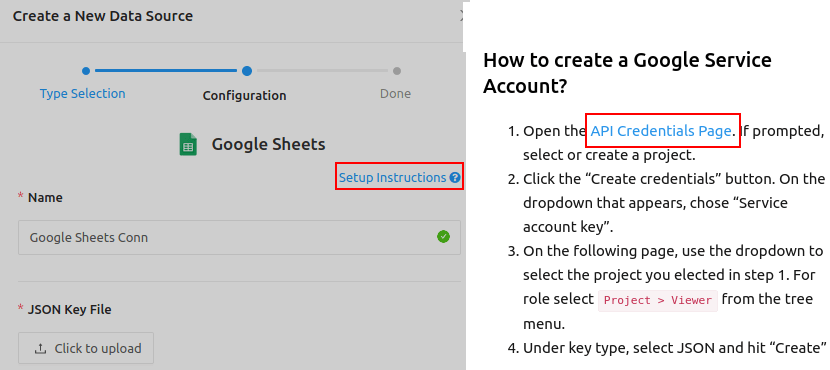 Create a New Data Source
Type Selection
Configuration
Done
Google Sheets
Setup Instructions ?
* Name
Google Sheets Conn
* JSON Key File
Click to upload
How to create a Google Service
Account?
1. Open the API Credentials Page. If prompted,
select or create a project.
2. Click the “Create credentials” button. On the
dropdown that appears, chose “Service
account key”.
3. On the following page, use the dropdown to
select the project you elected in step 1. For
role select Project > Viewer from the tree
menu.
4. Under key type, select JSON and hit “Create”